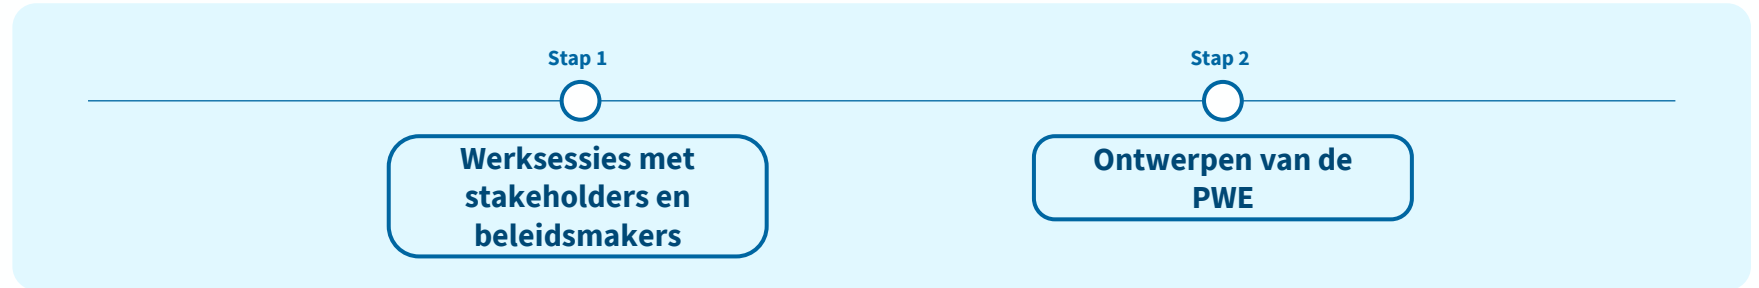 Stap 1
Werksessies met
stakeholders en
beleidsmakers
Stap 2
Ontwerpen van de
PWE